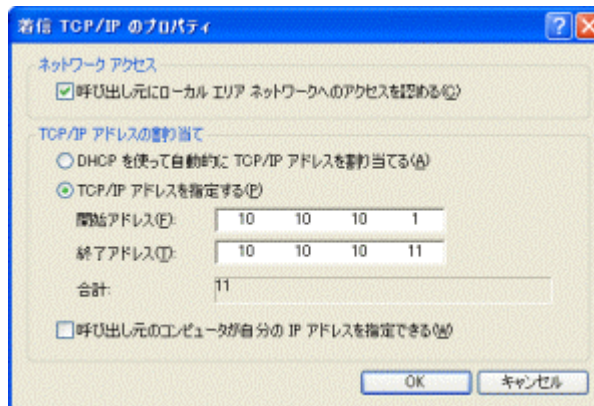 着信 TCP/IP のプロパティ
ネットワーク アクセス
呼び出し元にローカル エリア ネットワークへのアクセスを認める(C)
TCP/IP アドレスの割り当て
DHCP を使って自動的に TCP/IP アドレスを割り当てる(A)
TCP/IP アドレスを指定する(P)
開始アドレス(F): 10 10 10 1
終了アドレス(T): 10 10 10 11
合計: 11
呼び出し元のコンピュータが自分の IP アドレスを指定できる(W)
OK キャンセル